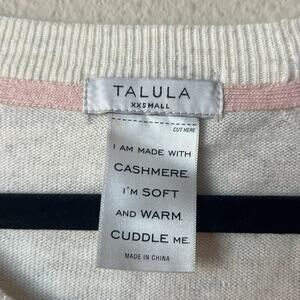 TALULA
XXSMALL
CUT HERE
I AM MADE WITH
CASHMERE.
I'M SOFT
AND WARM.
CUDDLE ME.
MADE IN CHINA